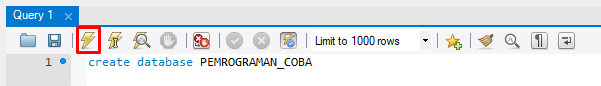 Query 1
Limit to 1000 rows
1 create database PEMROGRAMAN_COBA